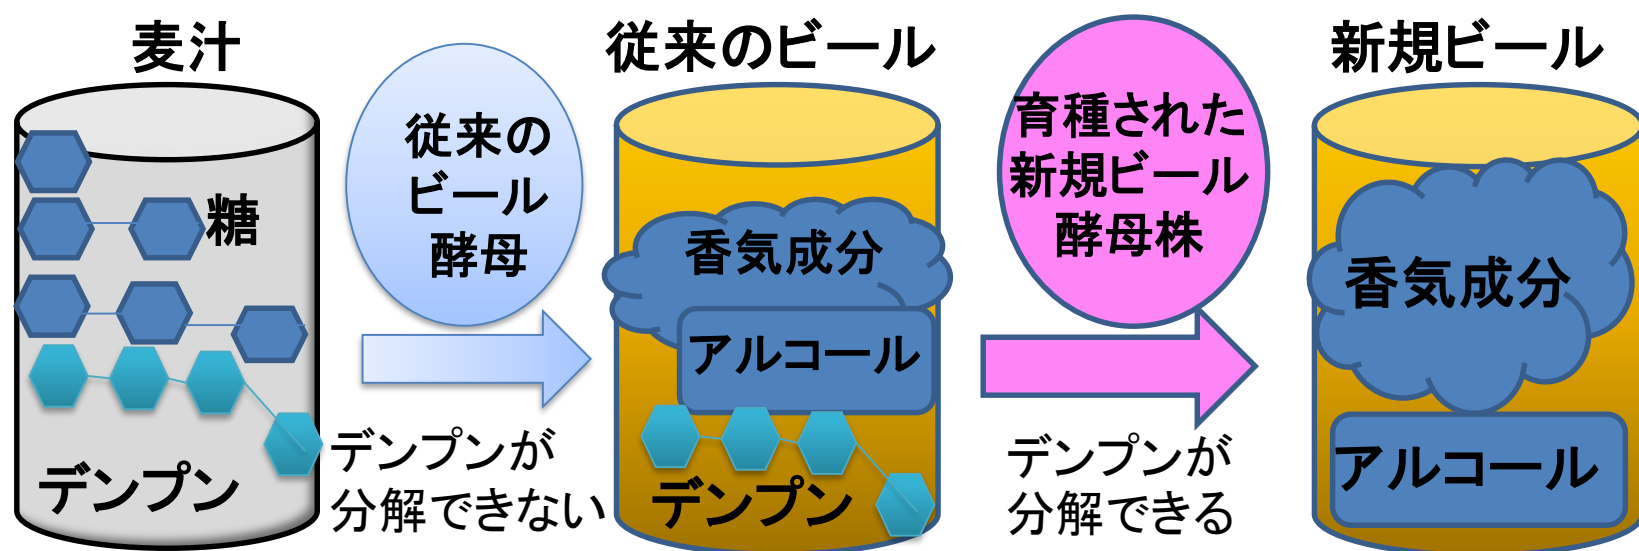 麦汁
糖
デンプン
従来の
ビール
酵母
デンプンが
分解できない
従来のビール
香気成分
アルコール
デンプン
育種された
新規ビール
酵母株
デンプンが
分解できる
新規ビール
香気成分
アルコール